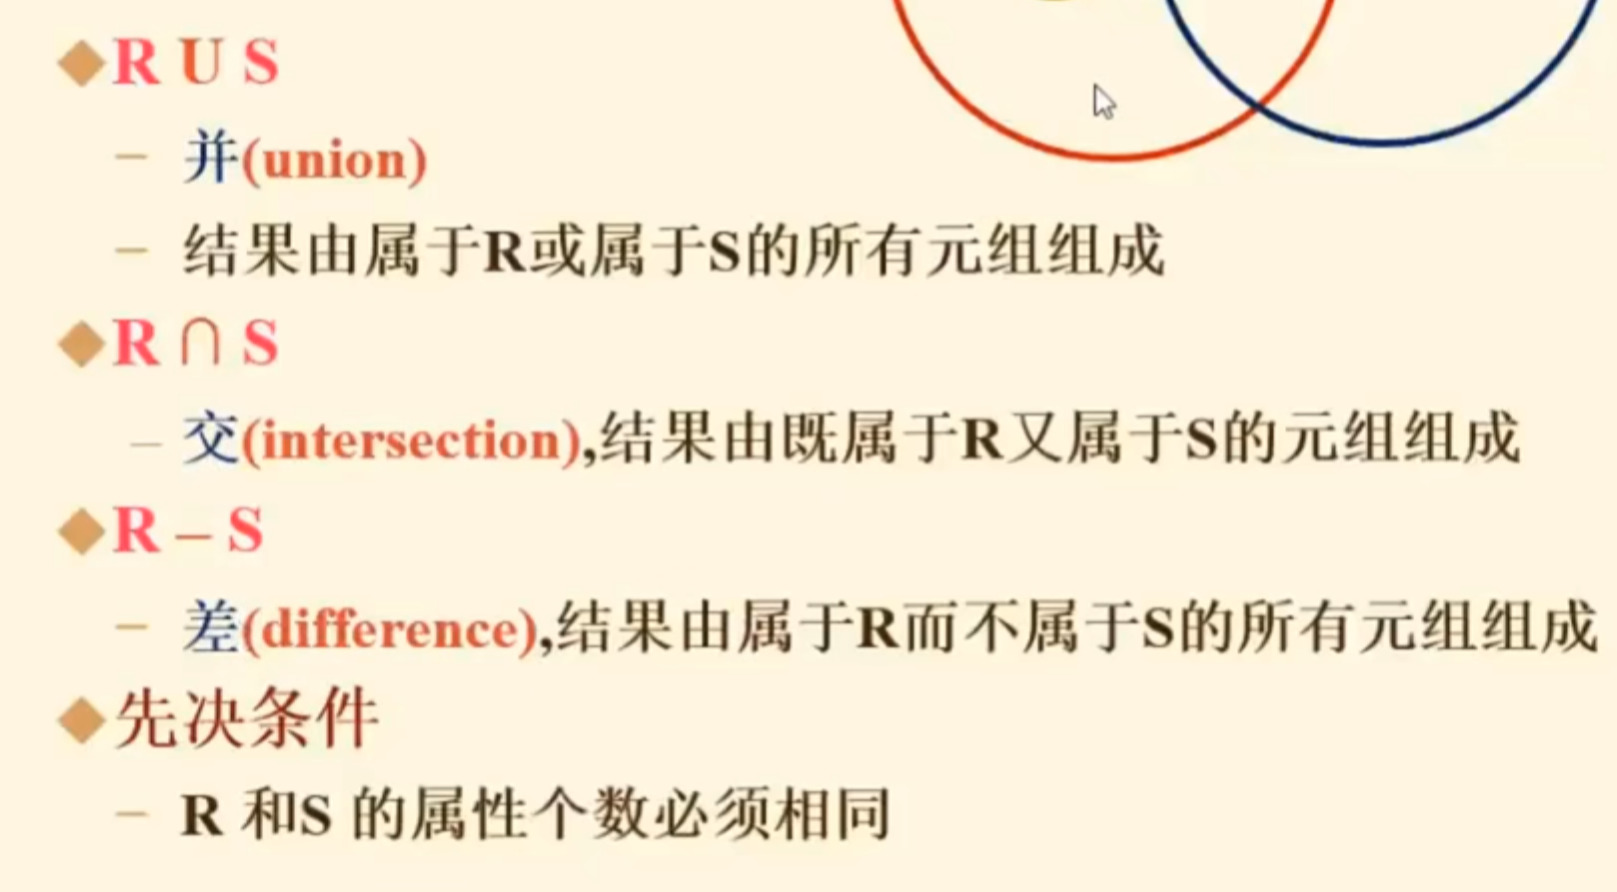 R U S
并(union)
结果由属于R或属于S的所有元组组成
R ∩ S
交(intersection),结果由既属于R又属于S的元组组成
R – S
差(difference),结果由属于R而不属于S的所有元组组成
先决条件
R 和S 的属性个数必须相同